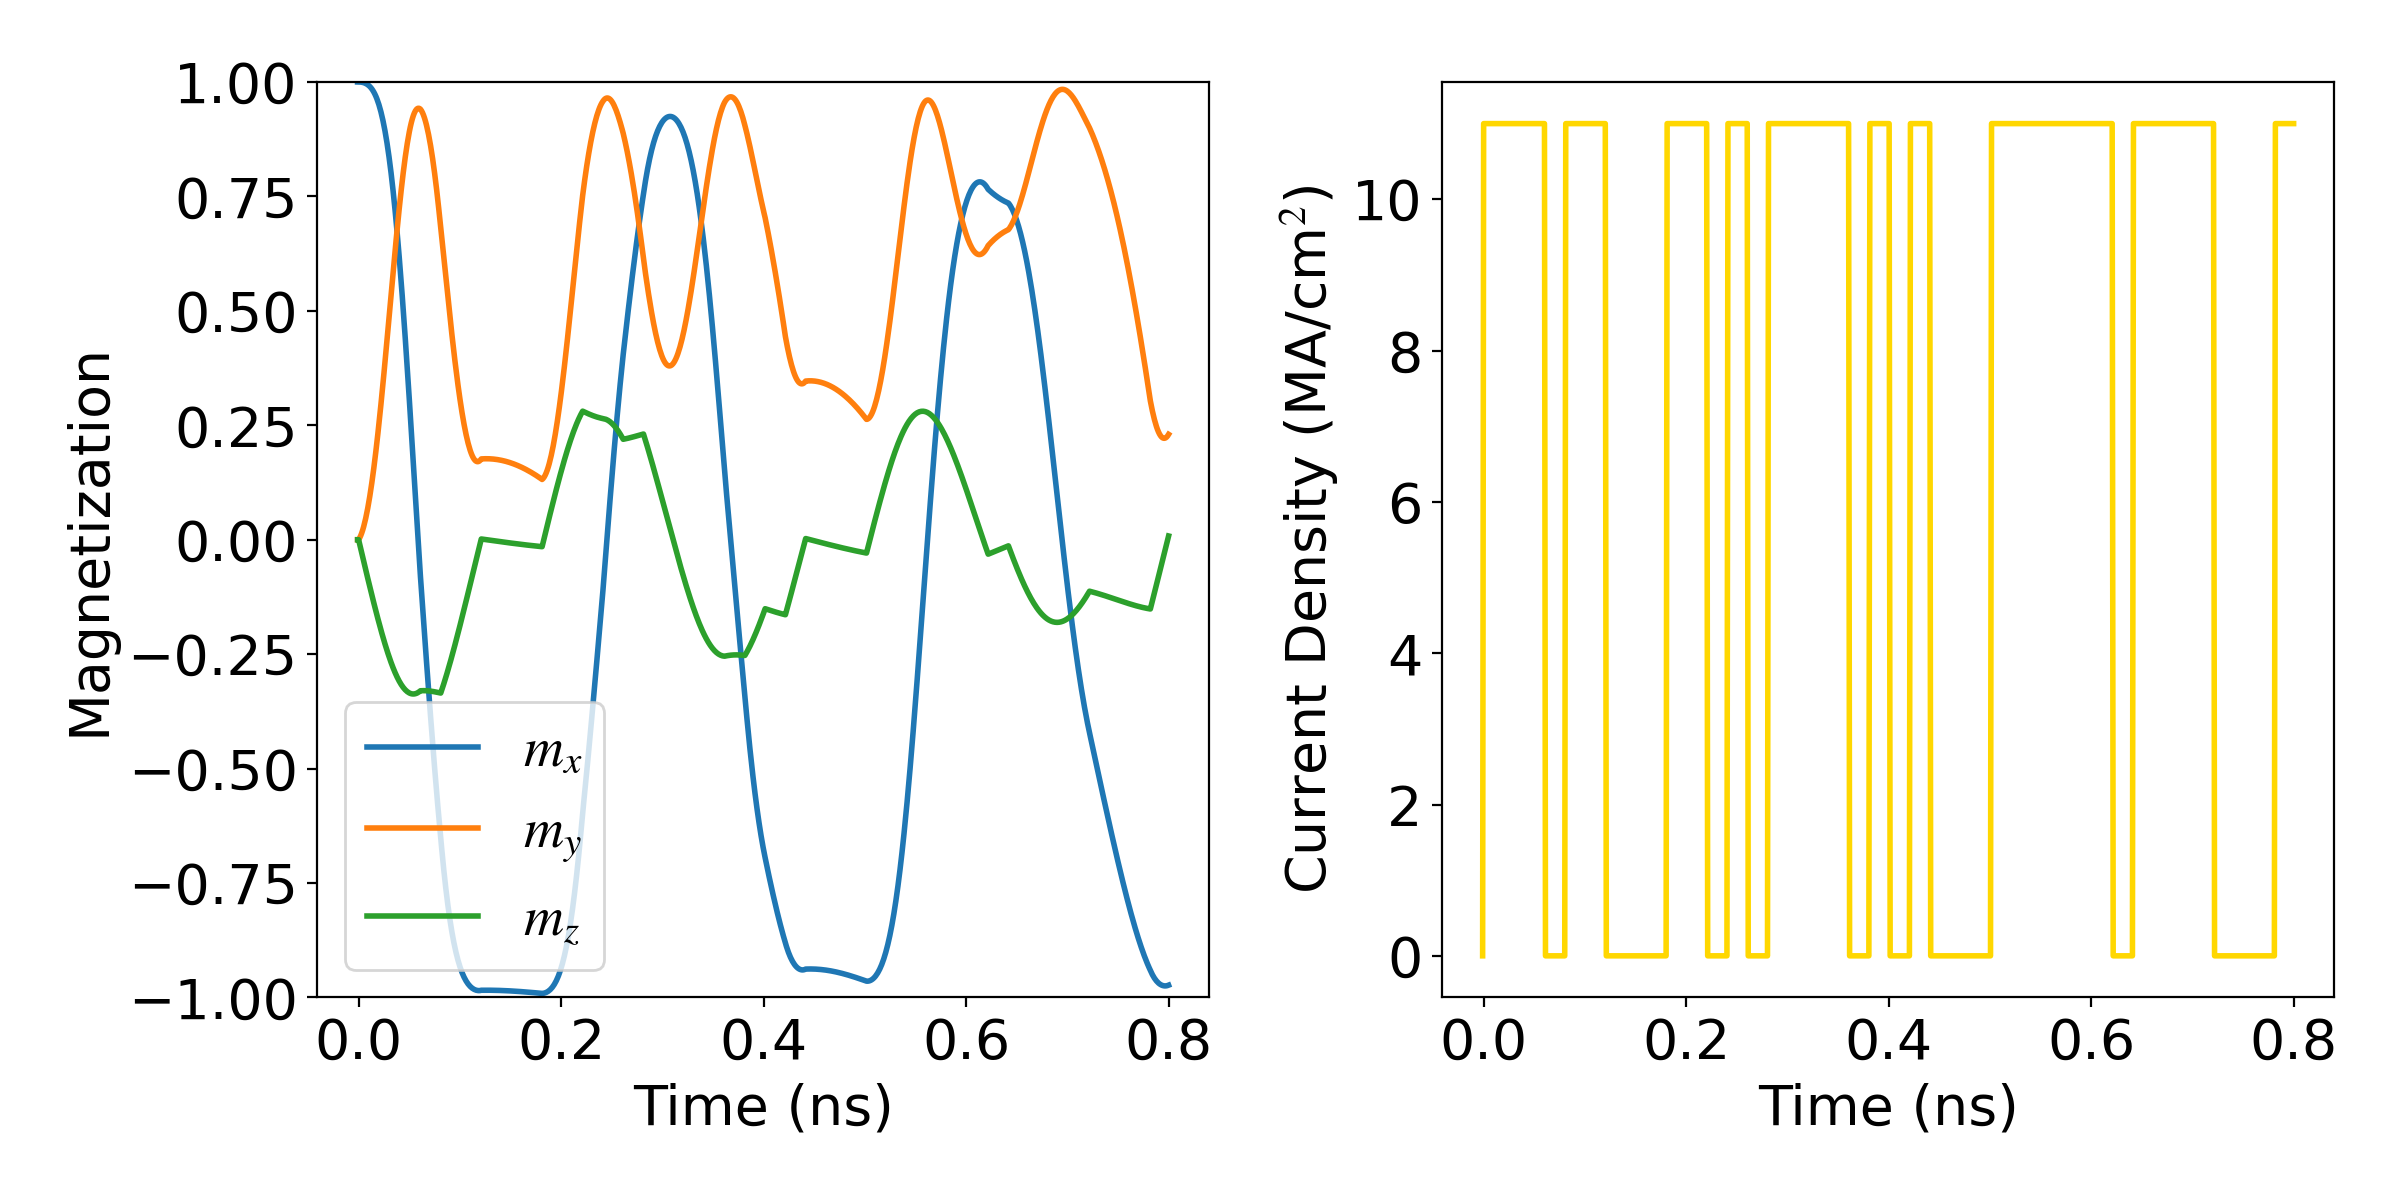 1.00
0.75
0.50
0.25
0.00
−0.25
−0.50
−0.75
−1.00
Magnetization
m_x
m_y
m_z
0.0 0.2 0.4 0.6 0.8
Time (ns)
10
8
6
4
2
0
Current Density (MA/cm²)
0.0 0.2 0.4 0.6 0.8
Time (ns)